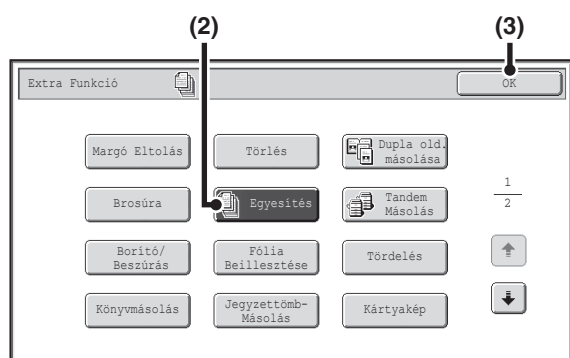 (2) (3)
Extra Funkció OK
Margó Eltolás Törlés Dupla old.
másolása
Brosúra Egyesítés Tandem
Másolás
1
2
Borító/
Beszúrás
Fólia
Beillesztése
Tördelés
Könyvmásolás Jegyzettömb-
Másolás
Kártyakép